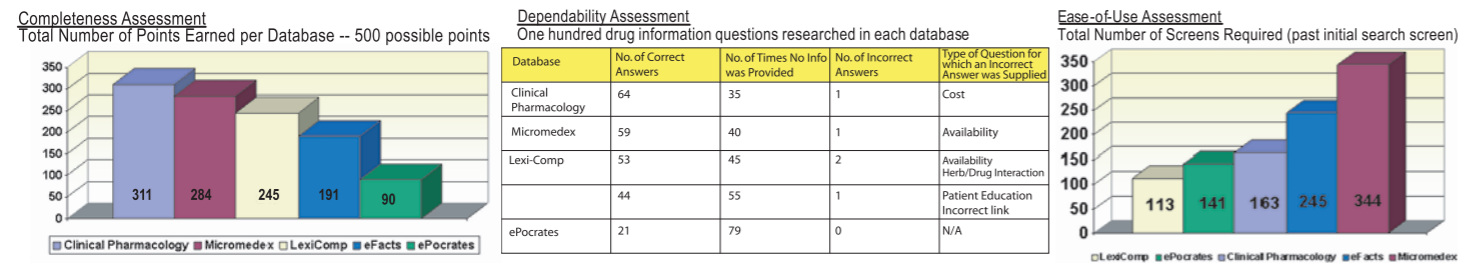 Completeness Assessment
Total Number of Points Earned per Database -- 500 possible points
350
300
250
200
150
100
50
0
311
284
245
191
90
Clinical Pharmacology Micromedex LexiComp eFacts ePocrates
Dependability Assessment
One hundred drug information questions researched in each database
Database
No. of Correct
Answers
No. of Times No Info
was Provided
No. of Incorrect
Answers
Type of Question for
which an Incorrect
Answer was Supplied
Clinical
Pharmacology
64
35
1
Cost
Micromedex
59
40
1
Availability
Lexi-Comp
53
45
2
Availability
Herb/Drug Interaction
44
55
1
Patient Education
Incorrect link
ePocrates
21
79
0
N/A
Ease-of-Use Assessment
Total Number of Screens Required (past initial search screen)
350
300
250
200
150
100
50
0
113
141
163
245
344
LexiComp ePocrates Clinical Pharmacology eFacts Micromedex